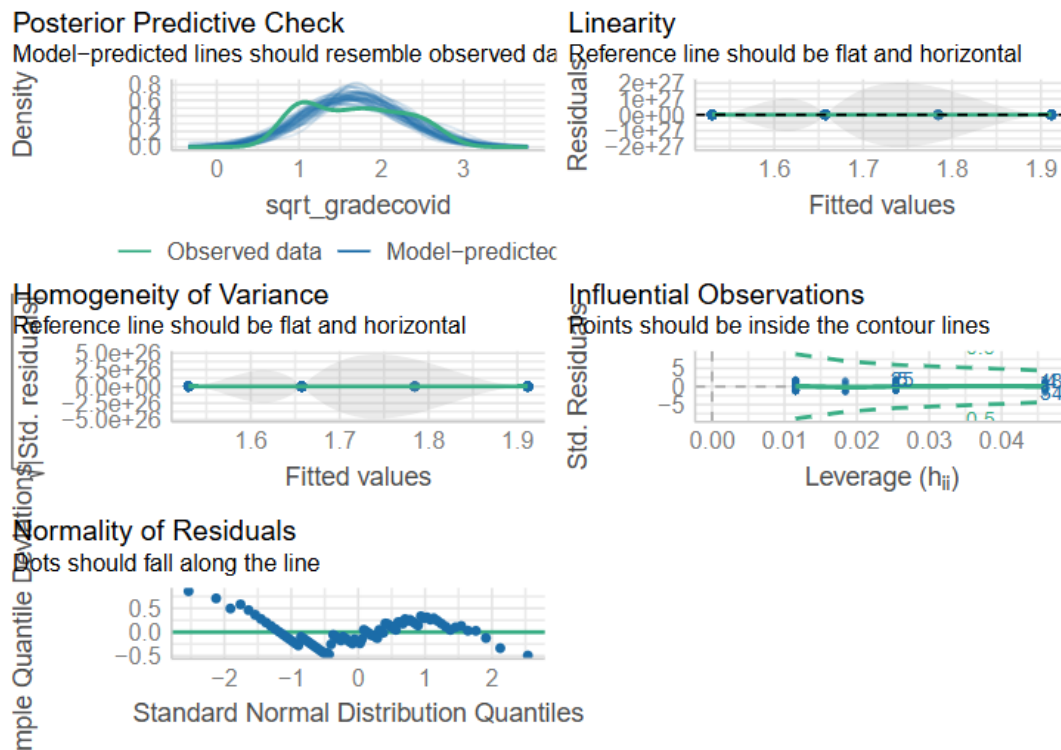 Posterior Predictive Check
Model−predicted lines should resemble observed da
Density
0.8
0.6
0.4
0.2
0.0
0 1 2 3
sqrt_gradecovid
Observed data
Model−predicted
Linearity
Reference line should be flat and horizontal
Residuals
2e+27
1e+27
0e+00
−1e+27
−2e+27
1.6 1.7 1.8 1.9
Fitted values
Homogeneity of Variance
Reference line should be flat and horizontal
√|Std. residuals|
5.0e+26
2.5e+26
0.0e+00
−2.5e+26
−5.0e+26
1.6 1.7 1.8 1.9
Fitted values
Influential Observations
Points should be inside the contour lines
Std. Residuals
5
0
−5
0.5
0.00 0.01 0.02 0.03 0.04
Leverage (hii)
Normality of Residuals
Dots should fall along the line
mple Quantile Deviations
0.5
0.0
−0.5
−2 −1 0 1 2
Standard Normal Distribution Quantiles